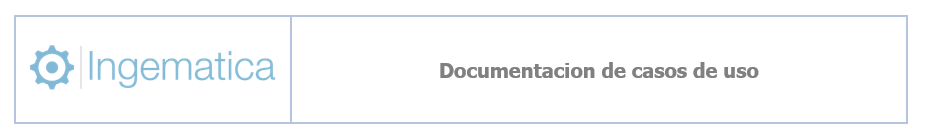 Ingematica
Documentacion de casos de uso